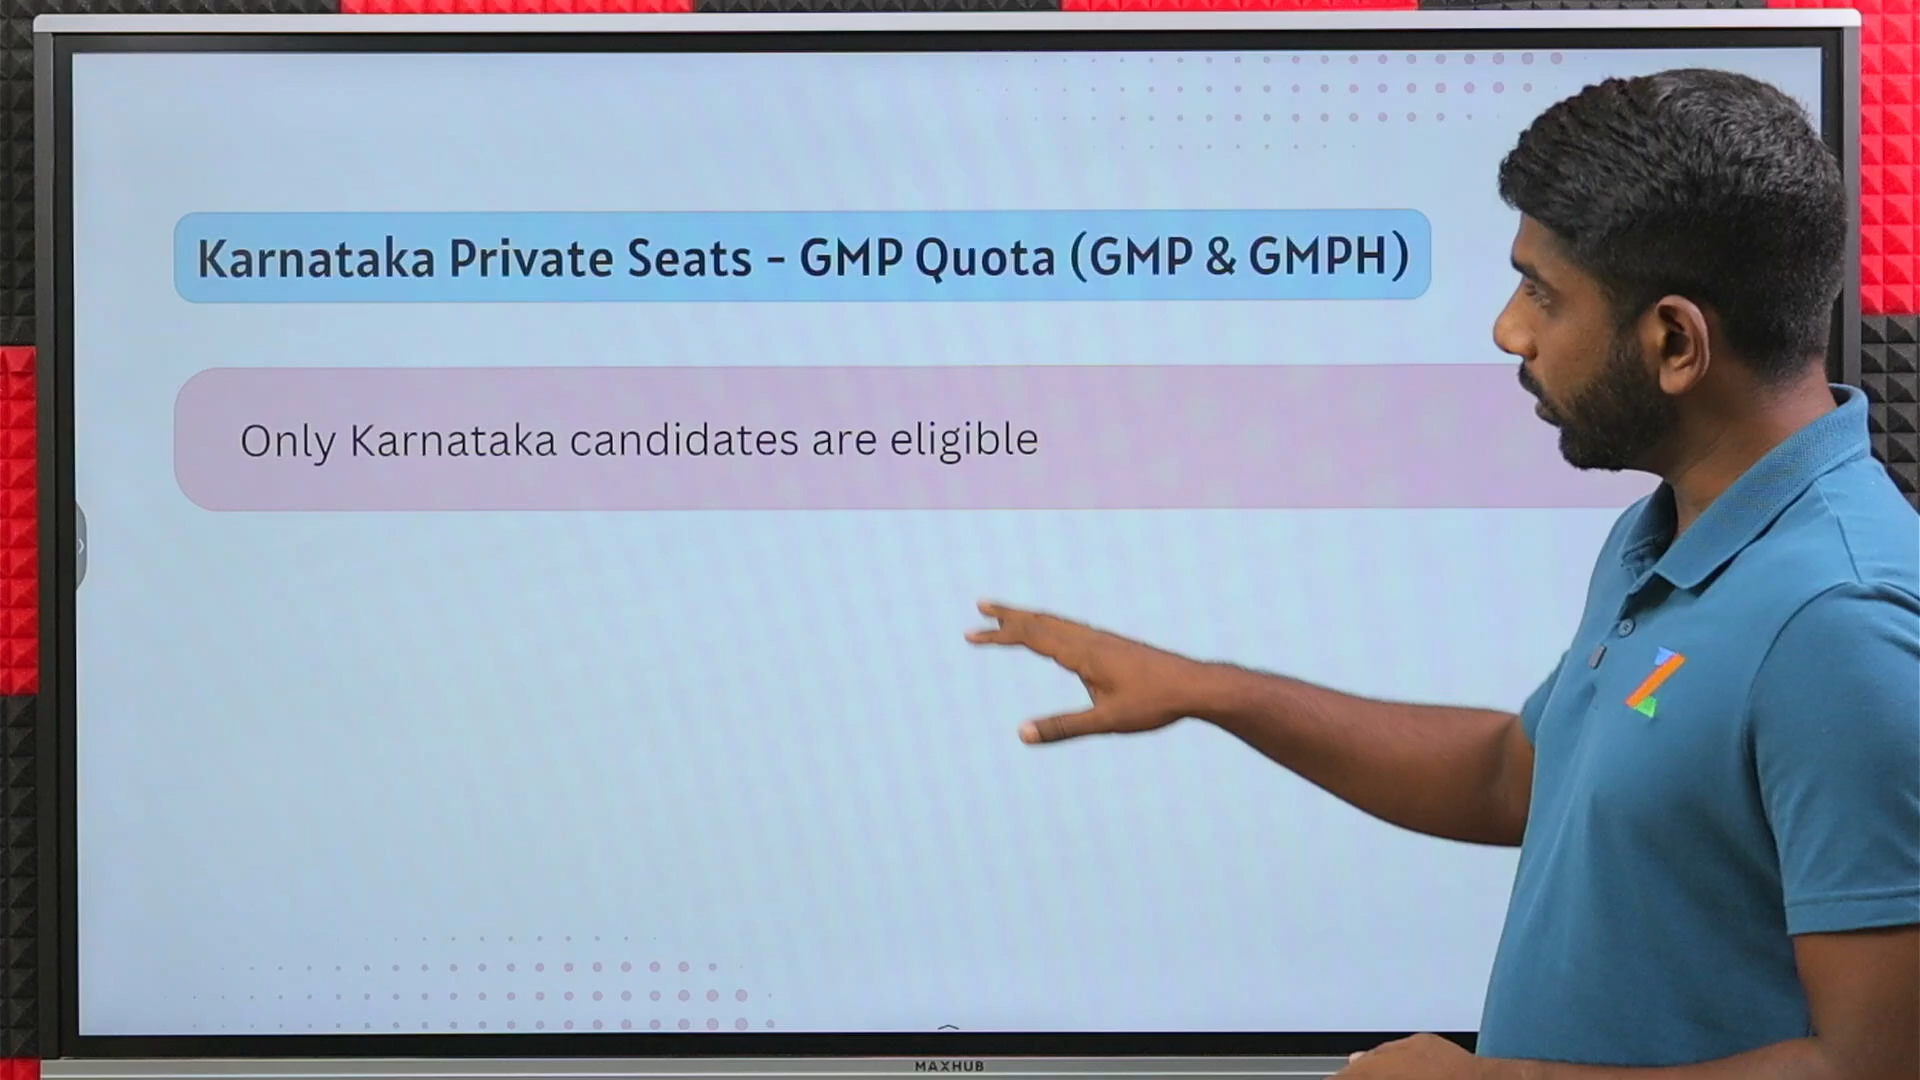 Karnataka Private Seats - GMP Quota (GMP & GMPH)
Only Karnataka candidates are eligible
MAXHUB